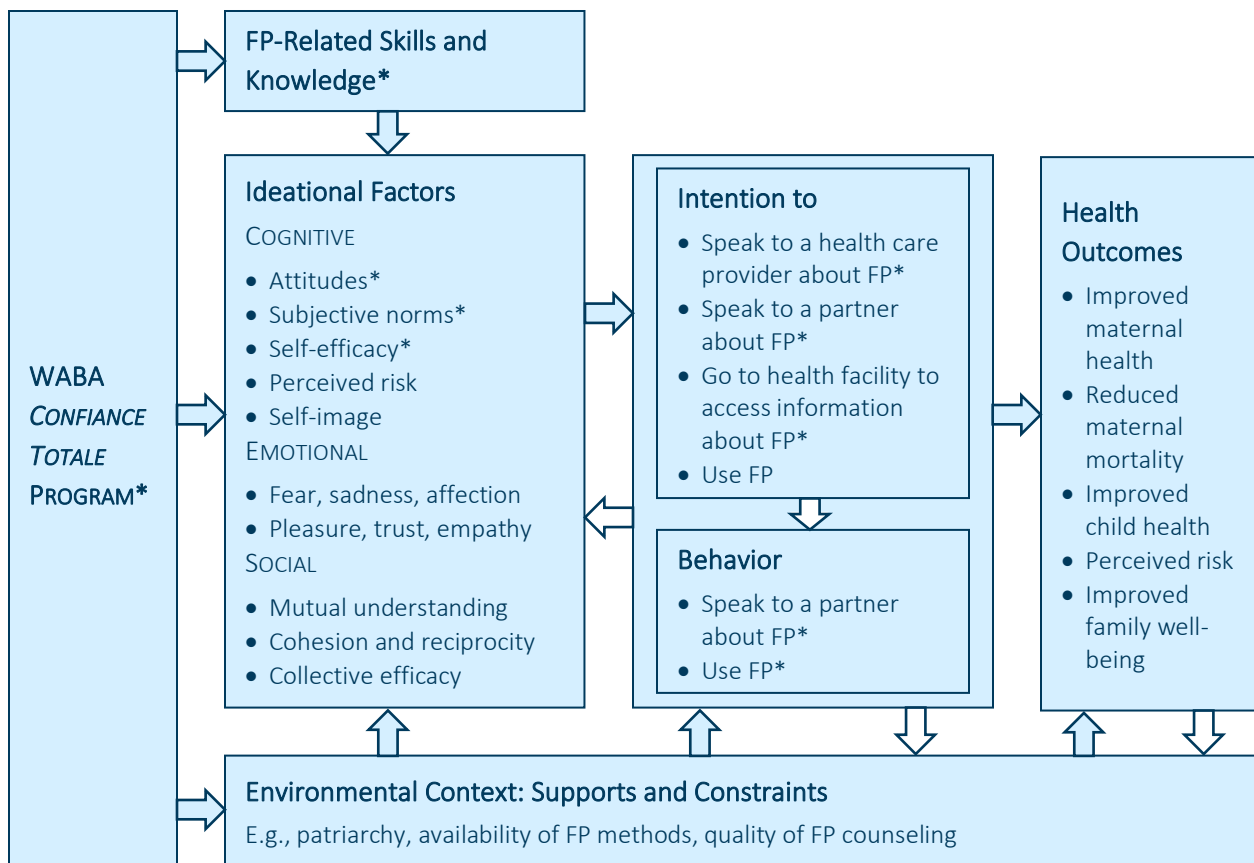 WABA
CONFIANCE
TOTALE
PROGRAM*
FP-Related Skills and
Knowledge*
Ideational Factors
COGNITIVE
• Attitudes*
• Subjective norms*
• Self-efficacy*
• Perceived risk
• Self-image
EMOTIONAL
• Fear, sadness, affection
• Pleasure, trust, empathy
SOCIAL
• Mutual understanding
• Cohesion and reciprocity
• Collective efficacy
Intention to
• Speak to a health care
provider about FP*
• Speak to a partner
about FP*
• Go to health facility to
access information
about FP*
• Use FP
Behavior
• Speak to a partner
about FP*
• Use FP*
Health
Outcomes
• Improved
maternal
health
• Reduced
maternal
mortality
• Improved
child health
• Perceived risk
• Improved
family well-
being
Environmental Context: Supports and Constraints
E.g., patriarchy, availability of FP methods, quality of FP counseling